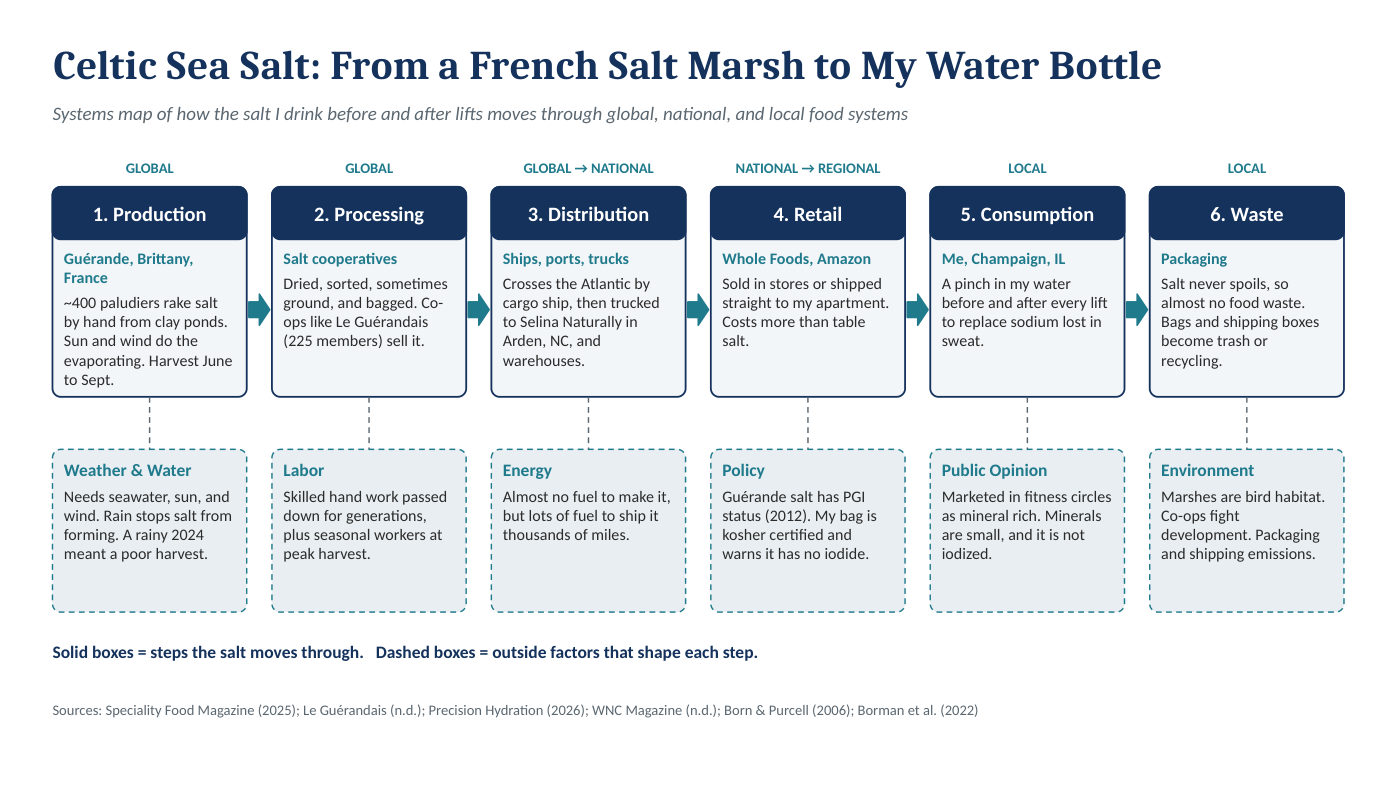 Celtic Sea Salt: From a French Salt Marsh to My Water Bottle
Systems map of how the salt I drink before and after lifts moves through global, national, and local food systems
GLOBAL
1. Production
Guérande, Brittany,
France
~400 paludiers rake salt
by hand from clay ponds.
Sun and wind do the
evaporating. Harvest June
to Sept.
GLOBAL
2. Processing
Salt cooperatives
Dried, sorted, sometimes
ground, and bagged. Co-
ops like Le Guérandais
(225 members) sell it.
GLOBAL → NATIONAL
3. Distribution
Ships, ports, trucks
Crosses the Atlantic by
cargo ship, then trucked
to Selina Naturally in
Arden, NC, and
warehouses.
NATIONAL → REGIONAL
4. Retail
Whole Foods, Amazon
Sold in stores or shipped
straight to my apartment.
Costs more than table
salt.
LOCAL
5. Consumption
Me, Champaign, IL
A pinch in my water
before and after every lift
to replace sodium lost in
sweat.
LOCAL
6. Waste
Packaging
Salt never spoils, so
almost no food waste.
Bags and shipping boxes
become trash or
recycling.
Weather & Water
Needs seawater, sun, and
wind. Rain stops salt from
forming. A rainy 2024
meant a poor harvest.
Labor
Skilled hand work passed
down for generations,
plus seasonal workers at
peak harvest.
Energy
Almost no fuel to make it,
but lots of fuel to ship it
thousands of miles.
Policy
Guérande salt has PGI
status (2012). My bag is
kosher certified and
warns it has no iodide.
Public Opinion
Marketed in fitness circles
as mineral rich. Minerals
are small, and it is not
iodized.
Environment
Marshes are bird habitat.
Co-ops fight
development. Packaging
and shipping emissions.
Solid boxes = steps the salt moves through. Dashed boxes = outside factors that shape each step.
Sources: Speciality Food Magazine (2025); Le Guérandais (n.d.); Precision Hydration (2026); WNC Magazine (n.d.); Born & Purcell (2006); Borman et al. (2022)